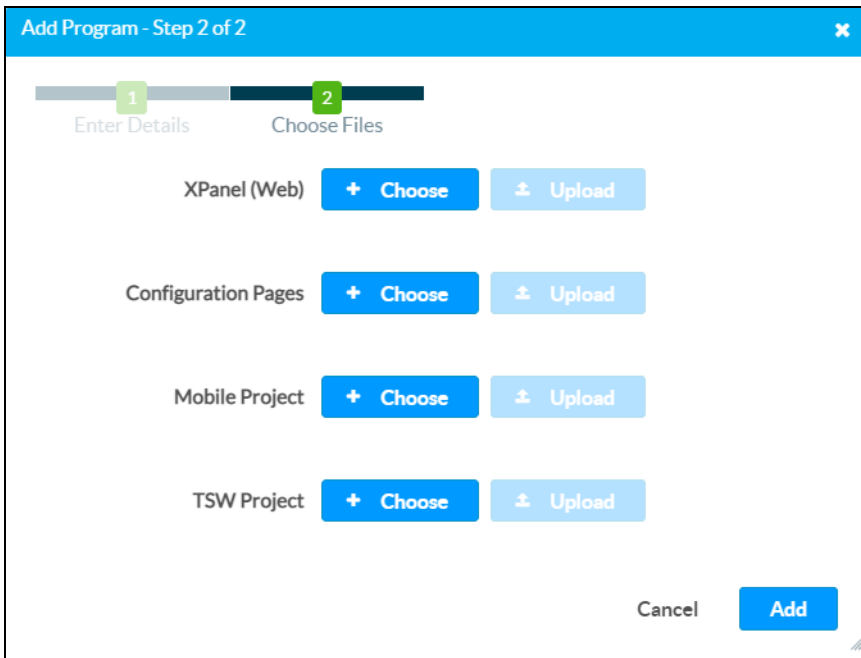 Add Program - Step 2 of 2
1 2
Enter Details Choose Files
XPanel (Web) Choose Upload
Configuration Pages Choose Upload
Mobile Project Choose Upload
TSW Project Choose Upload
Cancel Add